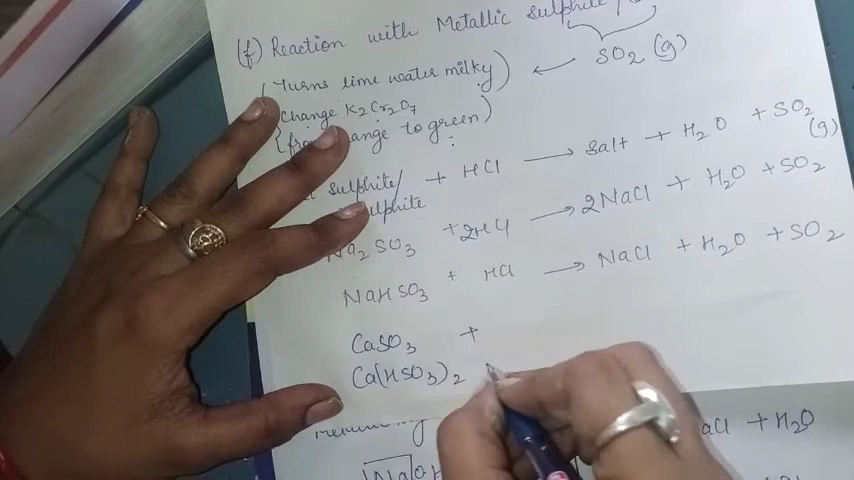 (f) Reaction with Metallic sulphite/
SO2 (g)
(Turns lime water milky)
change K2Cr2O7
to green)
sulphite/ + HCl → salt + H2O + SO2 (g)
sulphite
Na2SO3 + 2HCl → 2NaCl + H2O + SO2
NaHSO3 + HCl → NaCl + H2O + SO2
CaSO3 +
Ca(HSO3)2
aCl + H2O